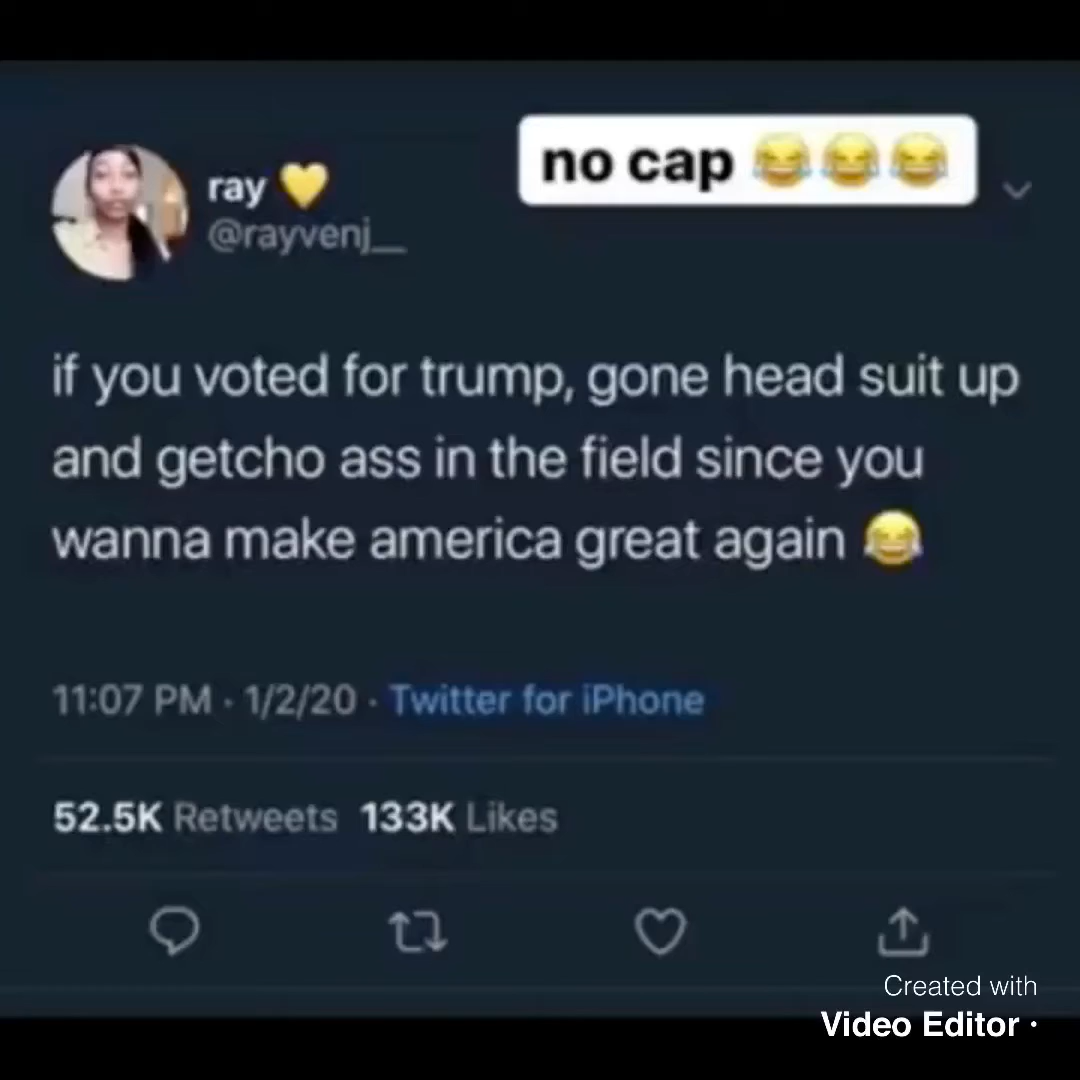 no cap 😂😂😂
ray 💛
@rayvenj__
if you voted for trump, gone head suit up
and getcho ass in the field since you
wanna make america great again 😂
11:07 PM · 1/2/20 · Twitter for iPhone
52.5K Retweets 133K Likes
Created with
Video Editor ·